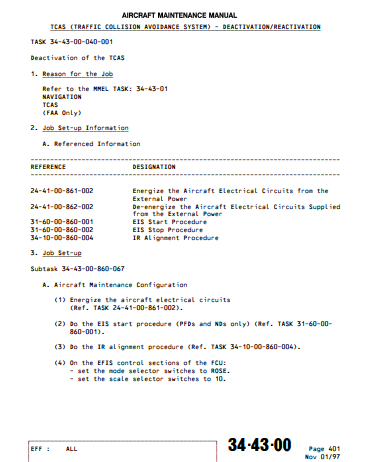 AIRCRAFT MAINTENANCE MANUAL
TCAS (TRAFFIC COLLISION AVOIDANCE SYSTEM) - DEACTIVATION/REACTIVATION
TASK 34-43-00-040-001
Deactivation of the TCAS
1. Reason for the Job
Refer to the MMEL TASK: 34-43-01
NAVIGATION
TCAS
(FAA Only)
2. Job Set-up Information
A. Referenced Information
REFERENCE DESIGNATION
24-41-00-861-002 Energize the Aircraft Electrical Circuits from the
External Power
24-41-00-862-002 De-energize the Aircraft Electrical Circuits Supplied
from the External Power
31-60-00-860-001 EIS Start Procedure
31-60-00-860-002 EIS Stop Procedure
34-10-00-860-004 IR Alignment Procedure
3. Job Set-up
Subtask 34-43-00-860-067
A. Aircraft Maintenance Configuration
(1) Energize the aircraft electrical circuits
(Ref. TASK 24-41-00-861-002).
(2) Do the EIS start procedure (PFDs and NDs only) (Ref. TASK 31-60-00-
860-001).
(3) Do the IR alignment procedure (Ref. TASK 34-10-00-860-004).
(4) On the EFIS control sections of the FCU:
- set the mode selector switches to ROSE.
- set the scale selector switches to 10.
EFF : ALL
34-43-00
Page 401
Nov 01/97